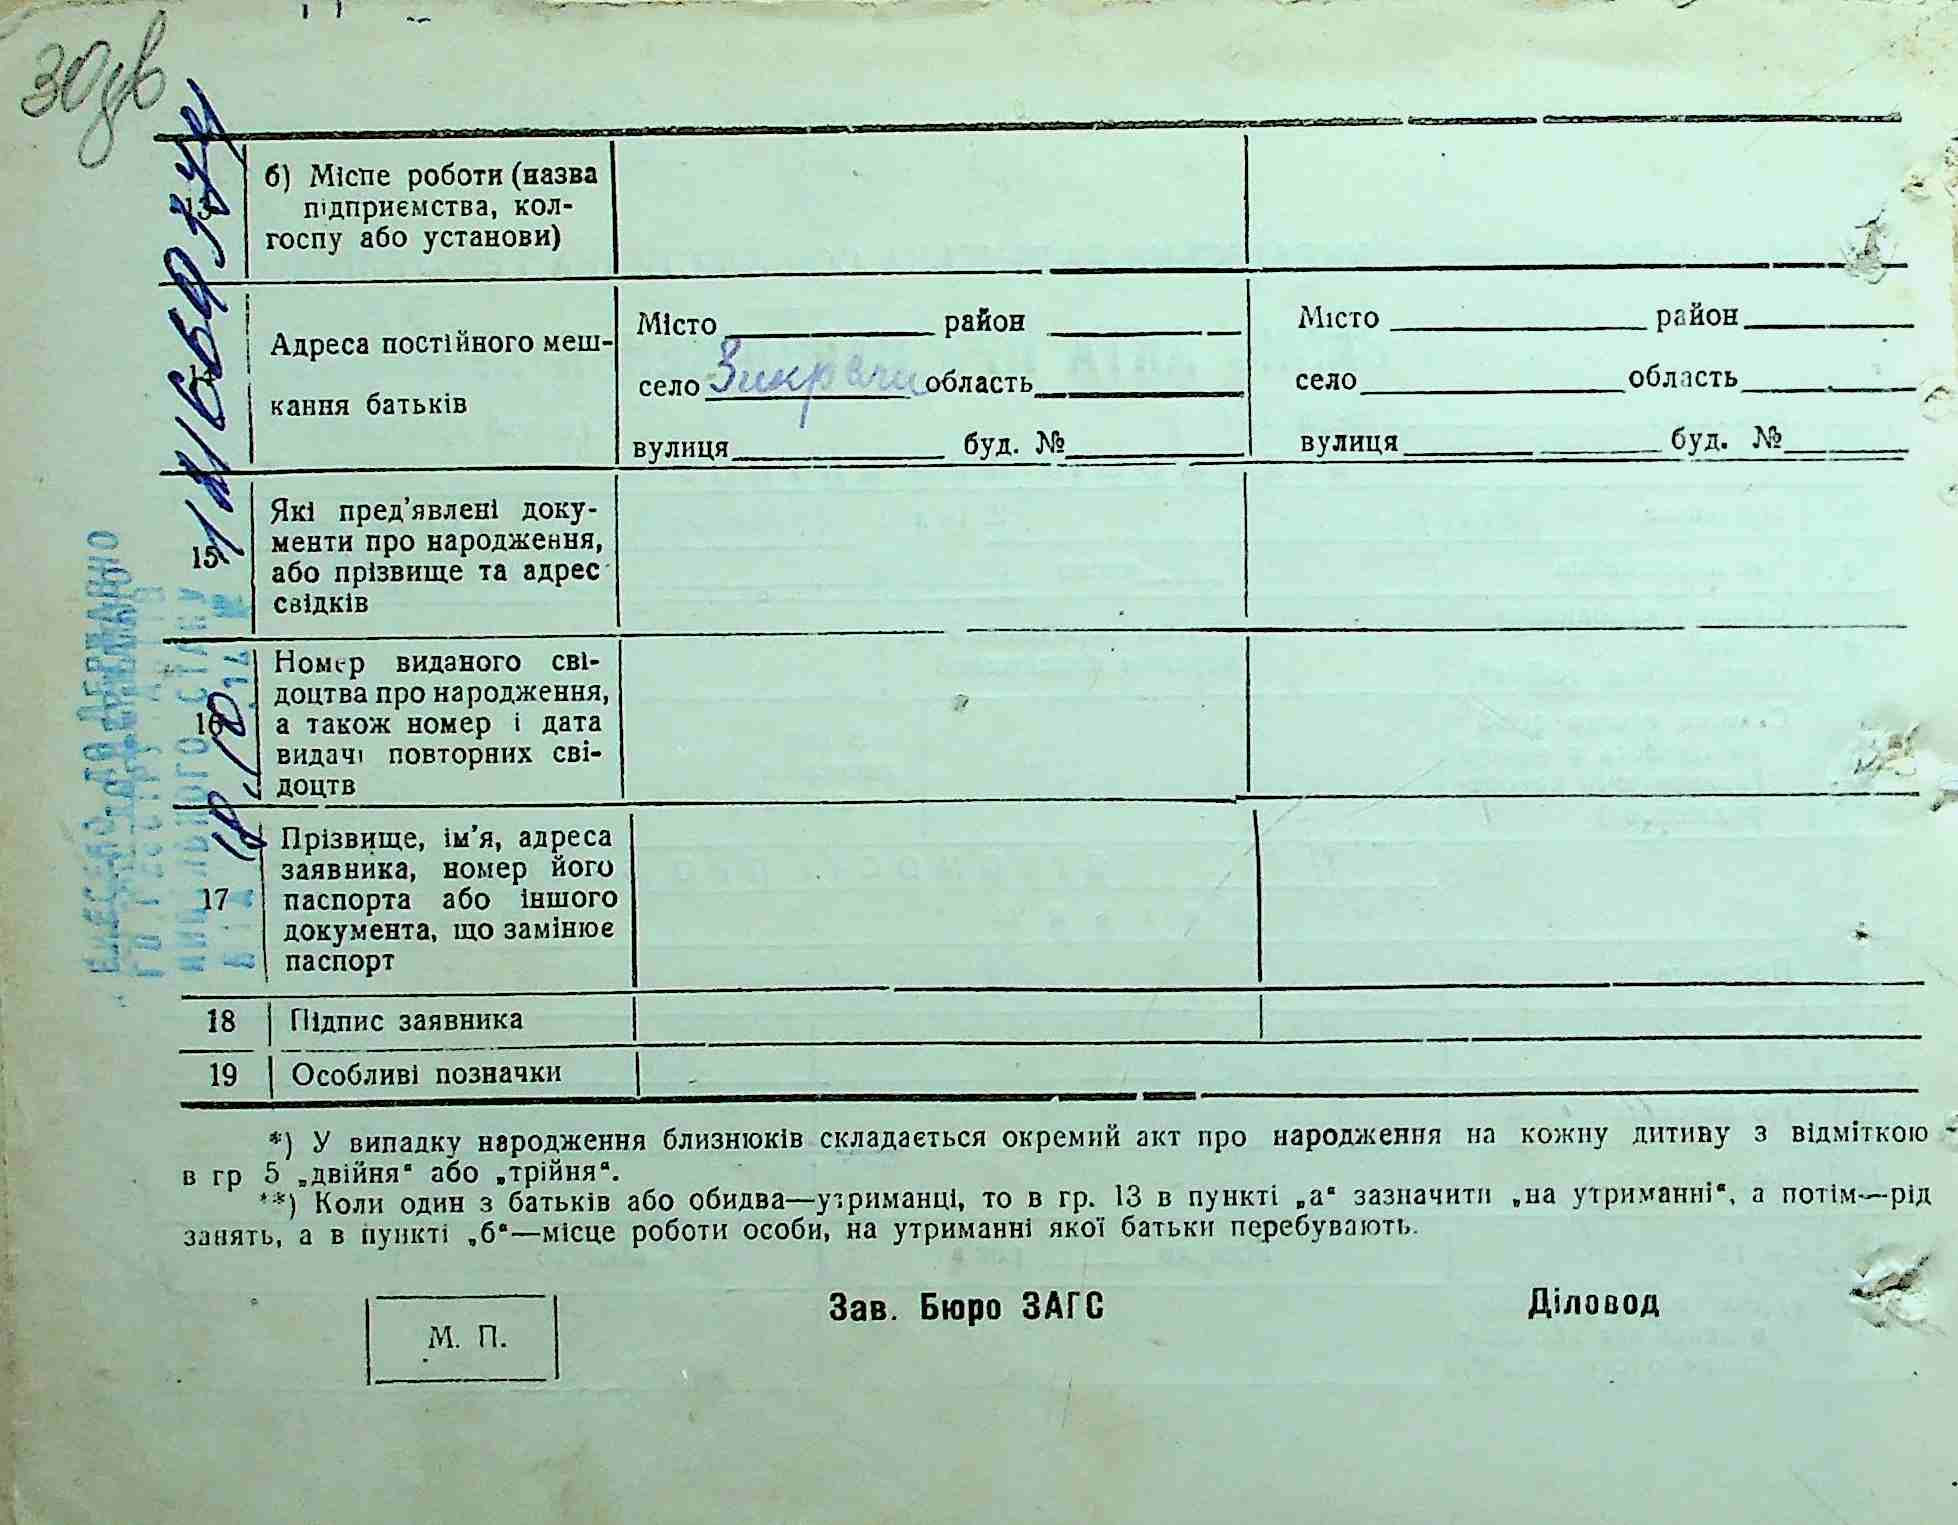 30зв
13
б) Місце роботи (назва
підприємства, кол-
госпу або установи)
Адреса постійного меш-
кання батьків
Місто район
село Зикрачи область
вулиця буд. №
Місто район
село область
вулиця буд. №
15
Які пред'явлені доку-
менти про народження,
або прізвище та адрес
свідків
16
Номер виданого сві-
доцтва про народження,
а також номер і дата
видачі повторних сві-
доцтв
17
Прізвище, ім'я, адреса
заявника, номер його
паспорта або іншого
документа, що замінює
паспорт
18 Підпис заявника
19 Особливі позначки
*) У випадку народження близнюків складається окремий акт про народження на кожну дитину з відміткою
в гр 5 „двійня“ або „трійня“.
**) Коли один з батьків або обидва—утриманці, то в гр. 13 в пункті „а“ зазначити „на утриманні“, а потім—рід
занять, а в пункті „б“—місце роботи особи, на утриманні якої батьки перебувають.
М. П.
Зав. Бюро ЗАГС
Діловод